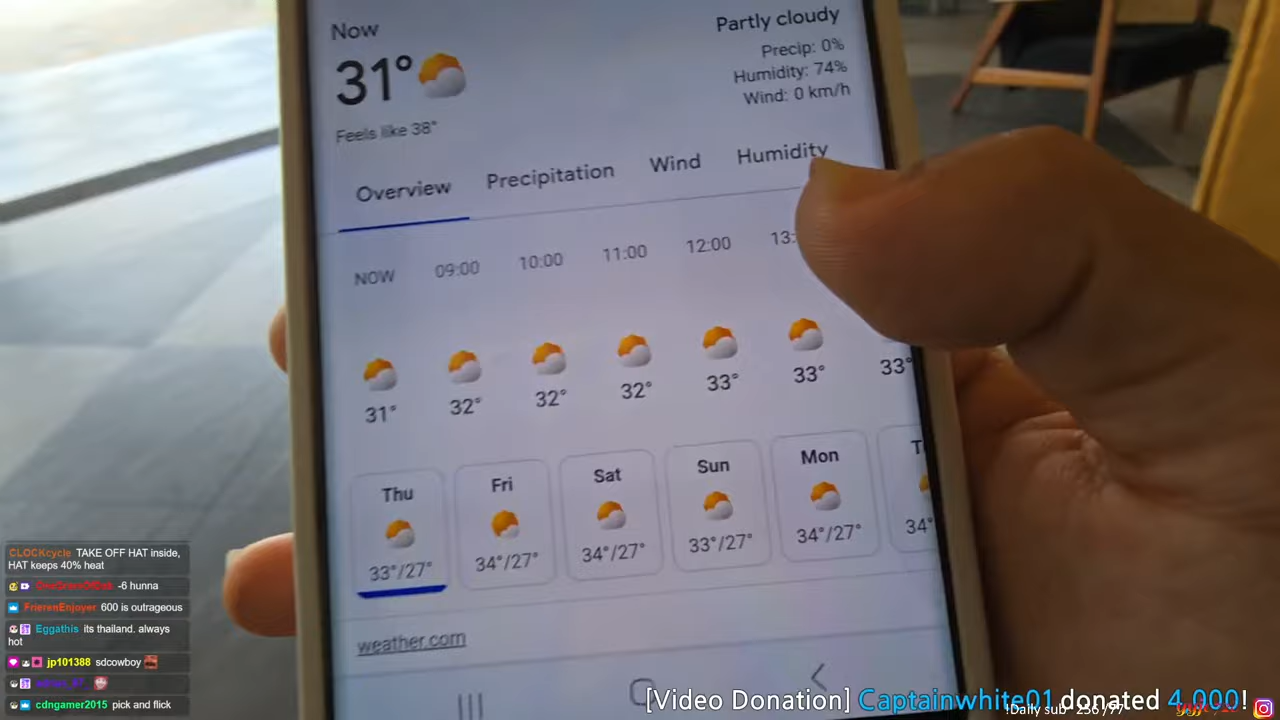 Now
Partly cloudy
31°
Precip: 0%
Humidity: 74%
Wind: 0 km/h
Feels like 38°
Overview
Precipitation
Wind
Humidity
NOW
09:00
10:00
11:00
12:00
13:
31°
32°
32°
32°
33°
33°
33°
Thu
Fri
Sat
Sun
Mon
T
33°/27°
34°/27°
34°/27°
33°/27°
34°/27°
34°
weather.com
CLOCKcycle TAKE OFF HAT inside,
HAT keeps 40% heat
-6 hunna
FrierenEnjoyer 600 is outrageous
Eggathis its thailand. always
hot
jp101388 sdcowboy
cdngamer2015 pick and flick
[Video Donation] Captainwhite01 donated 4,000!
!Daily sub